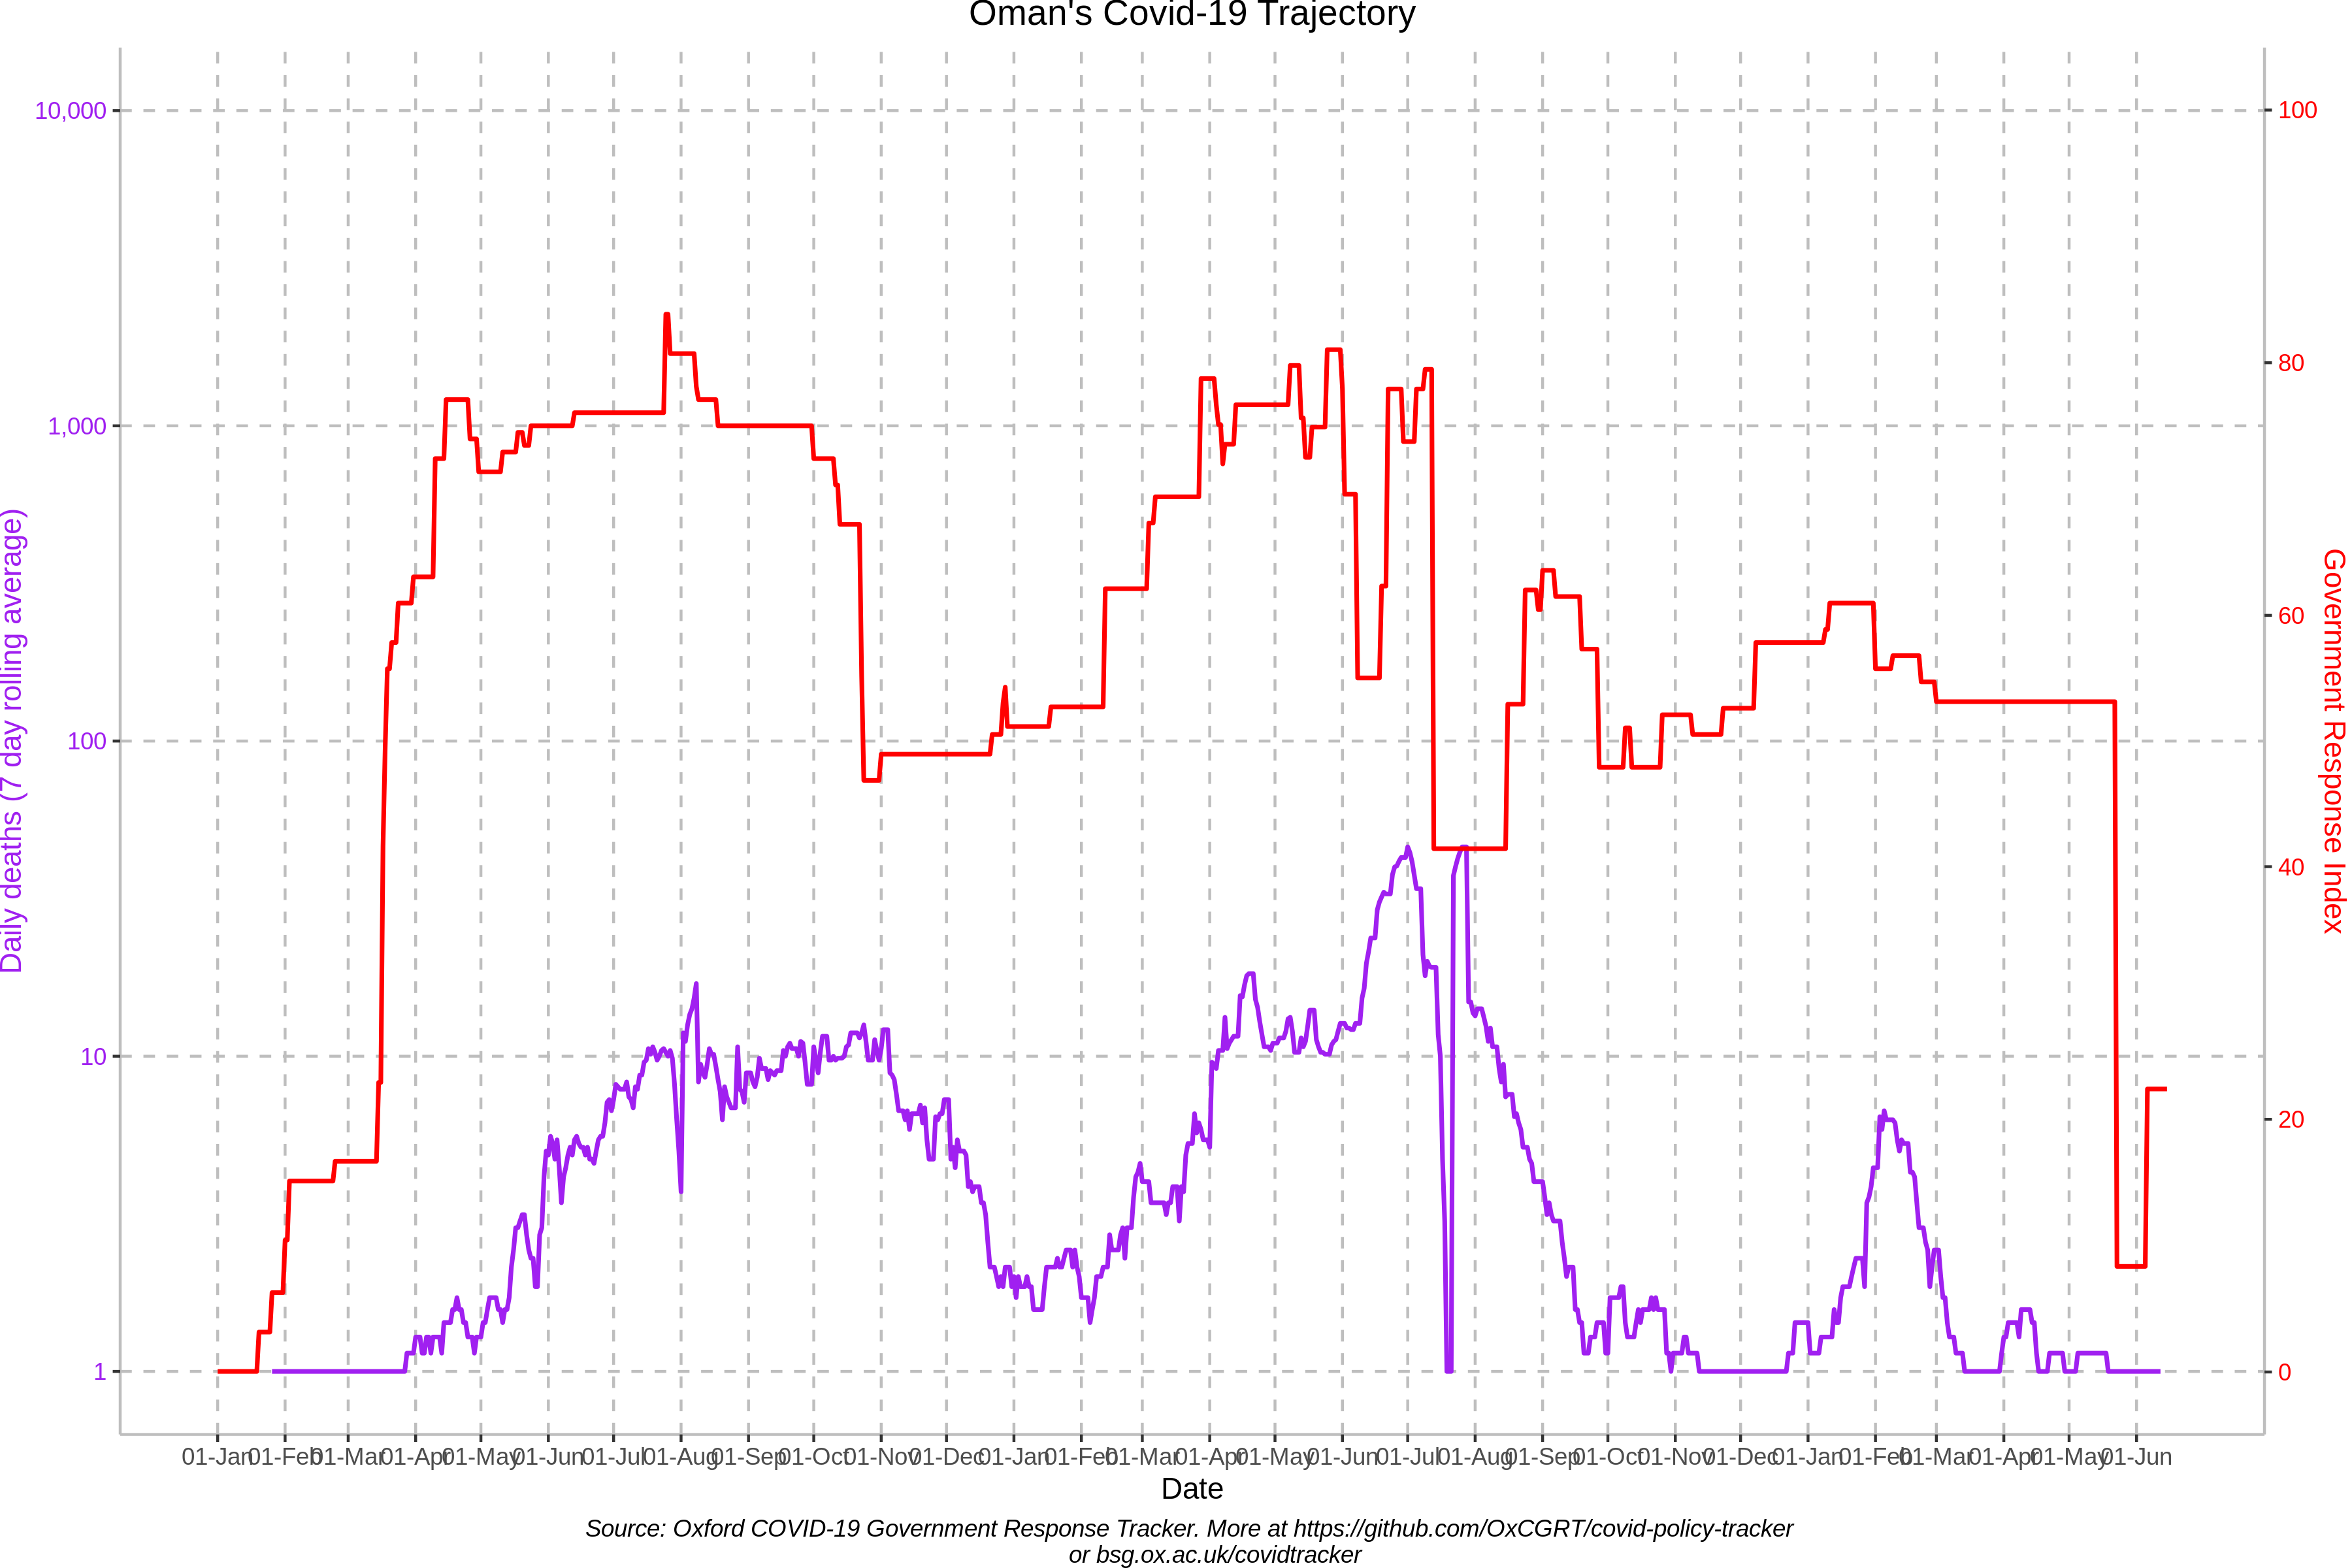 Oman's Covid-19 Trajectory
10,000
1,000
100
10
1
Daily deaths (7 day rolling average)
100
80
60
40
20
0
Government Response Index
01-Jan 01-Feb 01-Mar 01-Apr 01-May 01-Jun 01-Jul 01-Aug 01-Sep 01-Oct 01-Nov 01-Dec 01-Jan 01-Feb 01-Mar 01-Apr 01-May 01-Jun 01-Jul 01-Aug 01-Sep 01-Oct 01-Nov 01-Dec 01-Jan 01-Feb 01-Mar 01-Apr 01-May 01-Jun
Date
Source: Oxford COVID-19 Government Response Tracker. More at https://github.com/OxCGRT/covid-policy-tracker
or bsg.ox.ac.uk/covidtracker